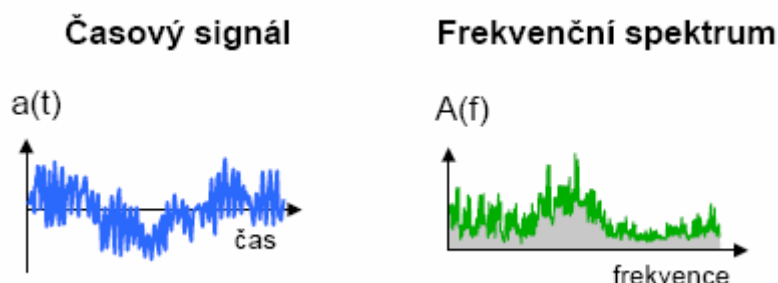 Časový signál
Frekvenční spektrum
a(t)
A(f)
čas
frekvence